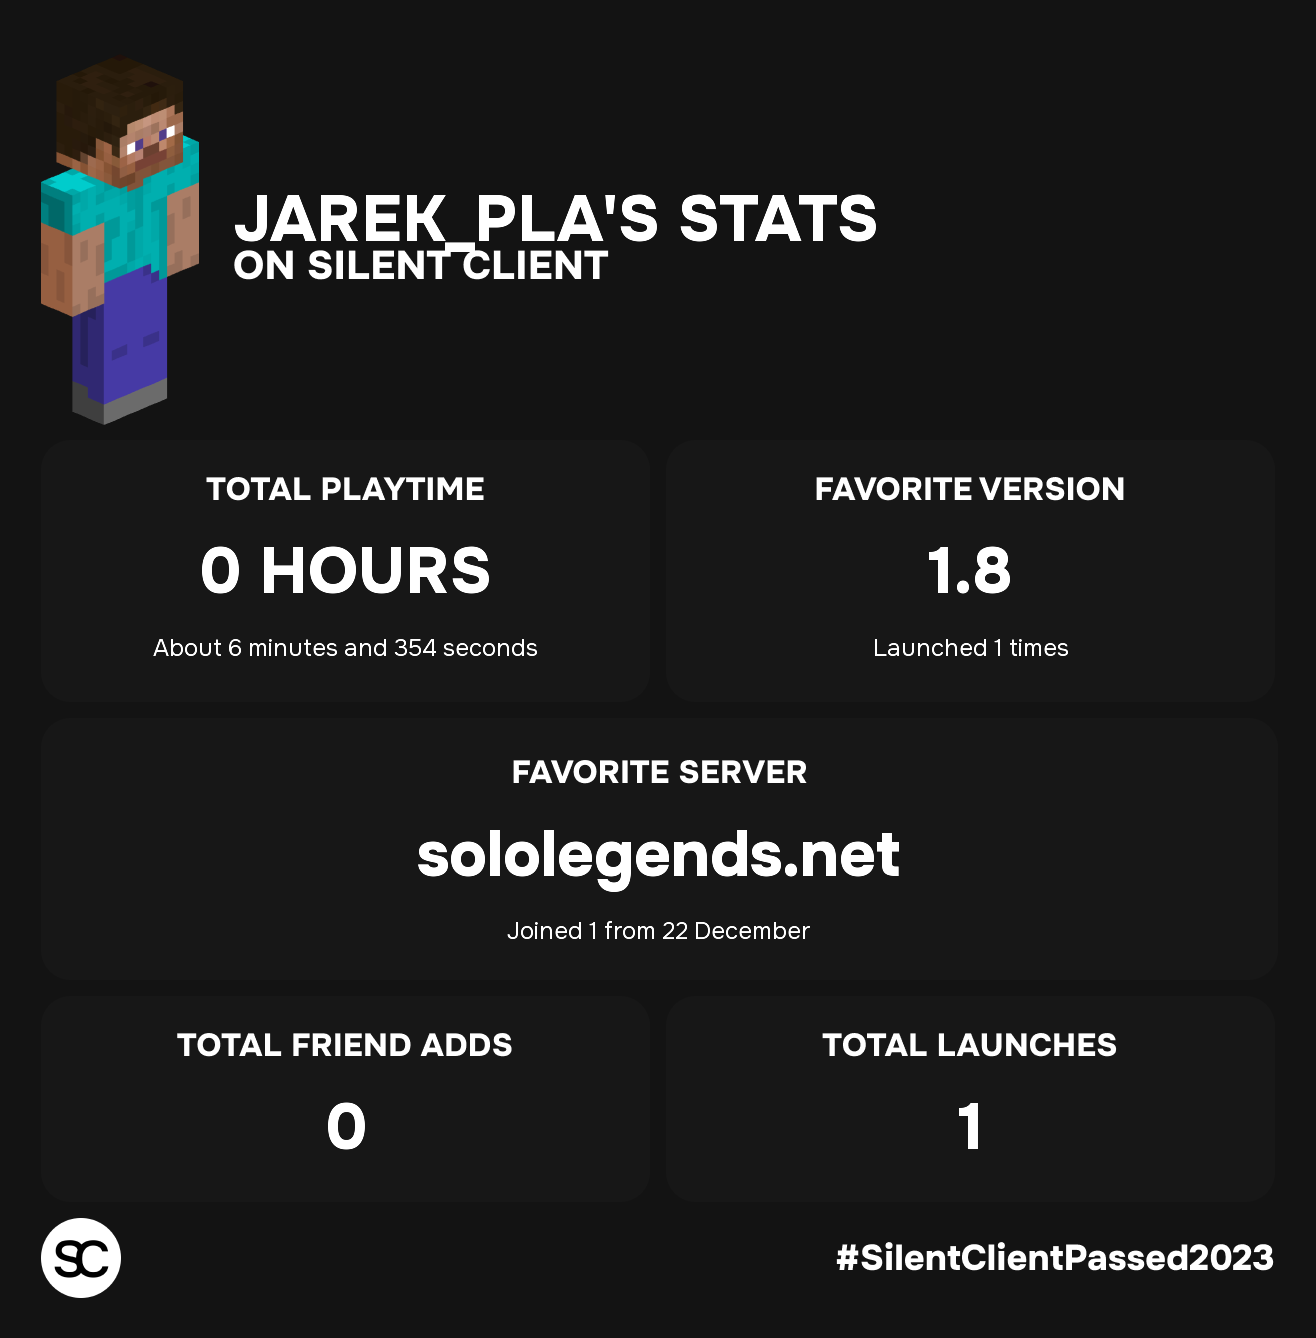 JAREK_PLA'S STATS
ON SILENT CLIENT
TOTAL PLAYTIME
0 HOURS
About 6 minutes and 354 seconds
FAVORITE VERSION
1.8
Launched 1 times
FAVORITE SERVER
sololegends.net
Joined 1 from 22 December
TOTAL FRIEND ADDS
0
TOTAL LAUNCHES
1
SC
#SilentClientPassed2023